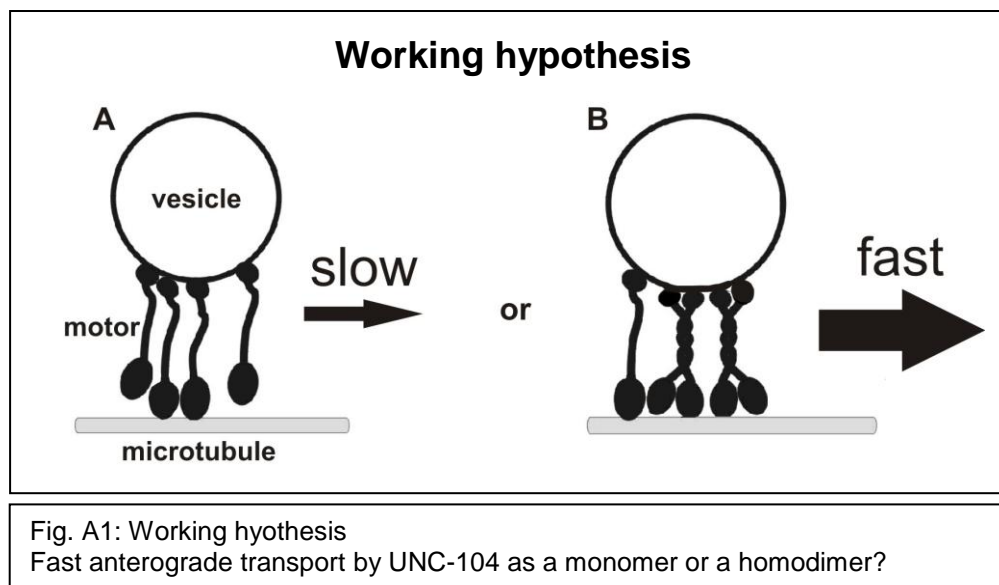 Working hypothesis
A
B
vesicle
slow
fast
or
motor
microtubule
Fig. A1: Working hyothesis
Fast anterograde transport by UNC-104 as a monomer or a homodimer?